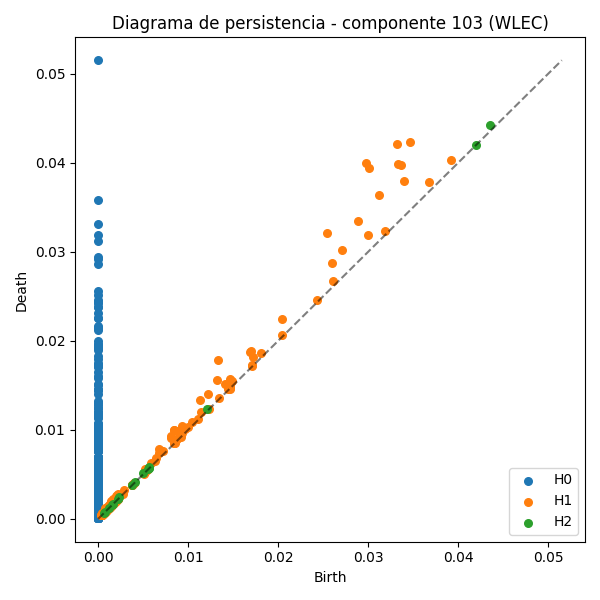 Diagrama de persistencia - componente 103 (WLEC)
Death
0.05
0.04
0.03
0.02
0.01
0.00
0.00 0.01 0.02 0.03 0.04 0.05
Birth
H0
H1
H2